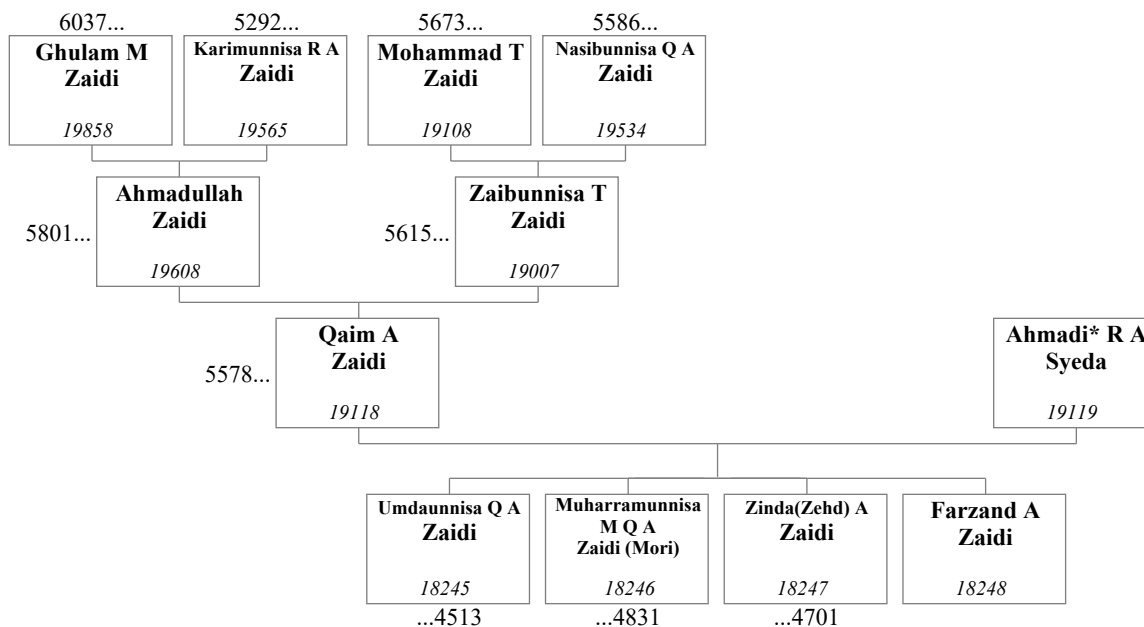 6037...
5292...
5673...
5586...
Ghulam M
Zaidi
19858
Karimunnisa R A
Zaidi
19565
Mohammad T
Zaidi
19108
Nasibunnisa Q A
Zaidi
19534
5801...
Ahmadullah
Zaidi
19608
5615...
Zaibunnisa T
Zaidi
19007
5578...
Qaim A
Zaidi
19118
Ahmadi* R A
Syeda
19119
Umdaunnisa Q A
Zaidi
18245
Muharramunnisa
M Q A
Zaidi (Mori)
18246
Zinda(Zehd) A
Zaidi
18247
Farzand A
Zaidi
18248
...4513
...4831
...4701